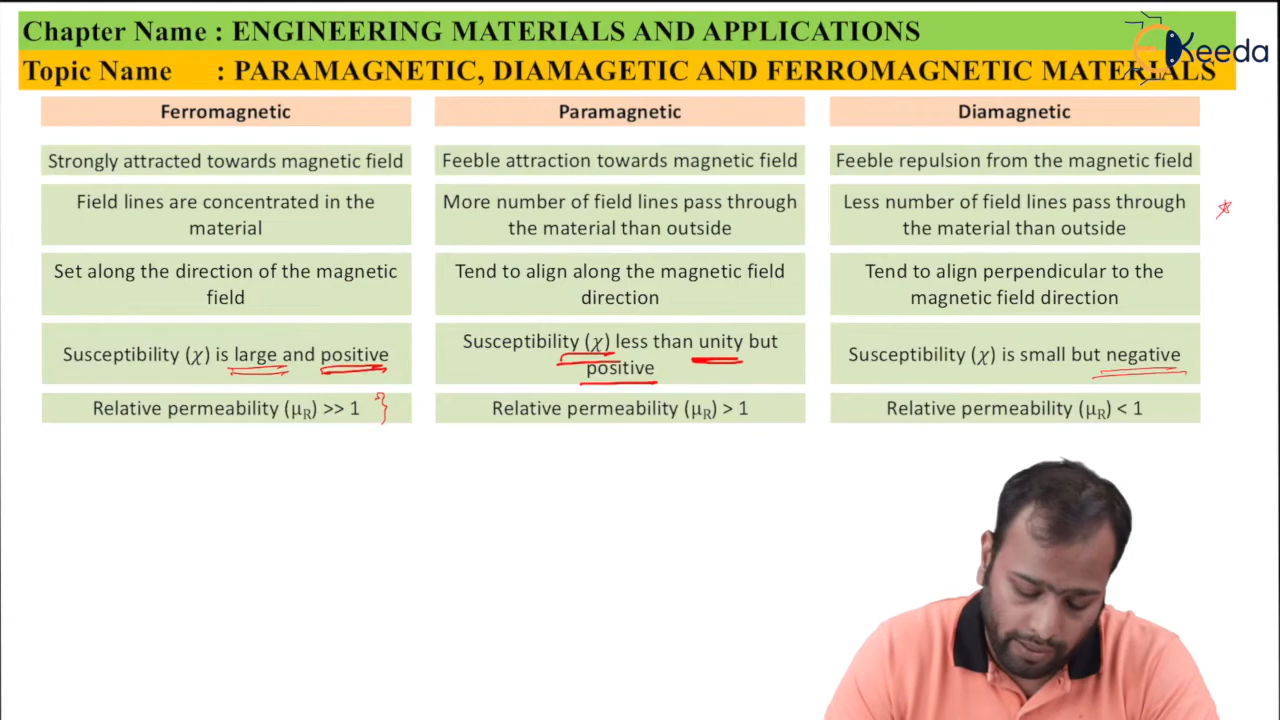 Chapter Name : ENGINEERING MATERIALS AND APPLICATIONS
Topic Name : PARAMAGNETIC, DIAMAGETIC AND FERROMAGNETIC MATERIALS
EKeeda
Ferromagnetic
Paramagnetic
Diamagnetic
Strongly attracted towards magnetic field
Feeble attraction towards magnetic field
Feeble repulsion from the magnetic field
Field lines are concentrated in the
material
More number of field lines pass through
the material than outside
Less number of field lines pass through
the material than outside
Set along the direction of the magnetic
field
Tend to align along the magnetic field
direction
Tend to align perpendicular to the
magnetic field direction
Susceptibility (χ) is large and positive
Susceptibility (χ) less than unity but
positive
Susceptibility (χ) is small but negative
Relative permeability (μR) >> 1
Relative permeability (μR) > 1
Relative permeability (μR) < 1